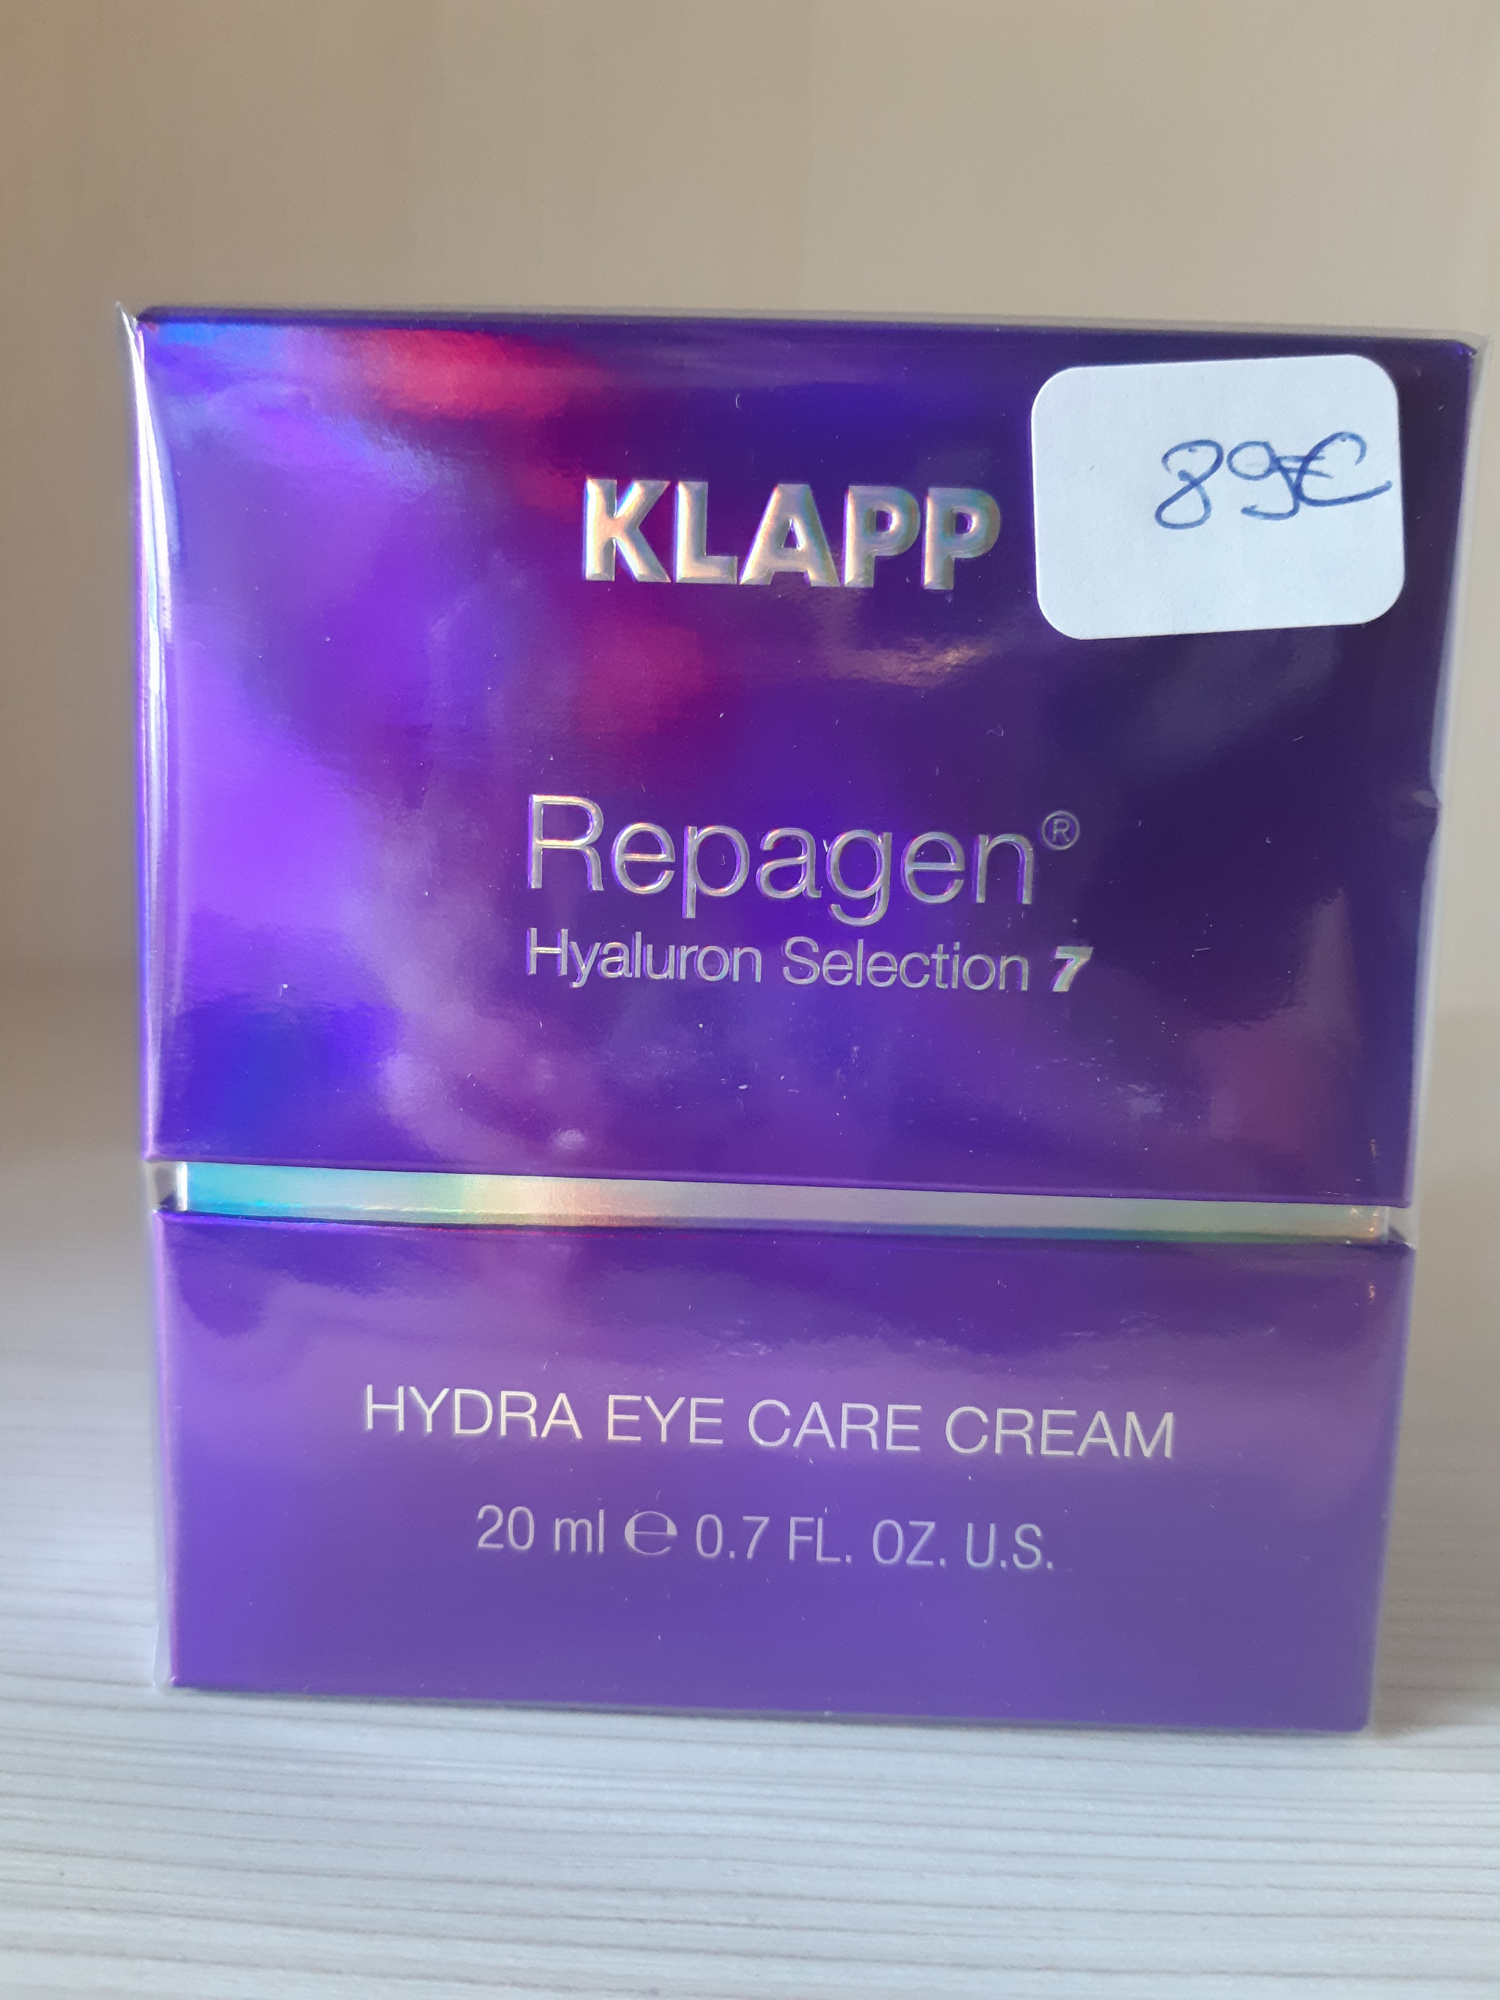 KLAPP
89€
Repagen®
Hyaluron Selection 7
HYDRA EYE CARE CREAM
20 ml ℮ 0.7 FL. OZ. U.S.